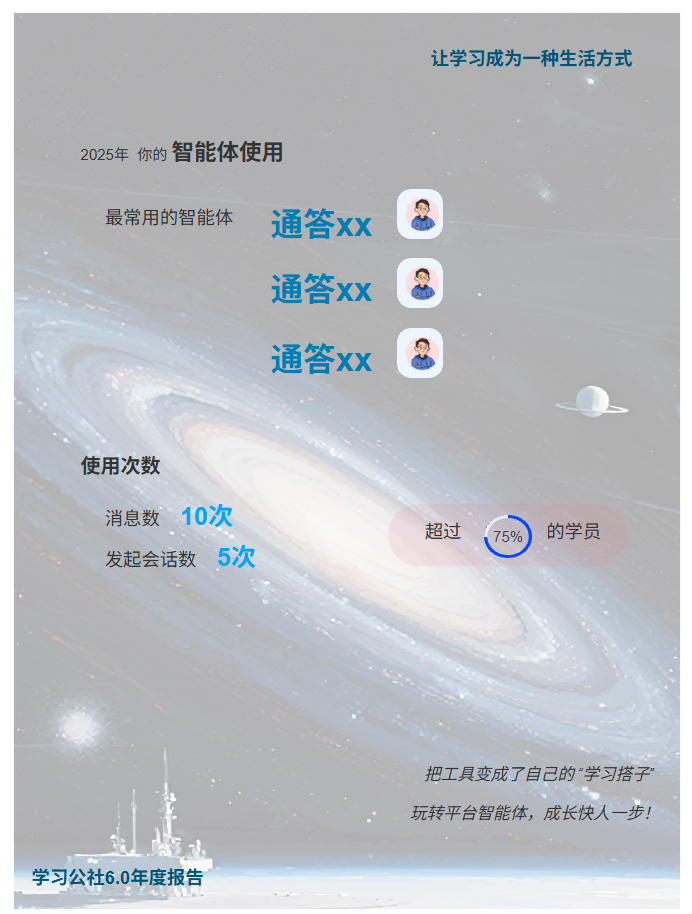 让学习成为一种生活方式
2025年 你的 智能体使用
最常用的智能体 通答xx
通答xx
通答xx
使用次数
消息数 10次
发起会话数 5次
超过 75% 的学员
把工具变成了自己的“学习搭子”
玩转平台智能体，成长快人一步！
学习公社6.0年度报告